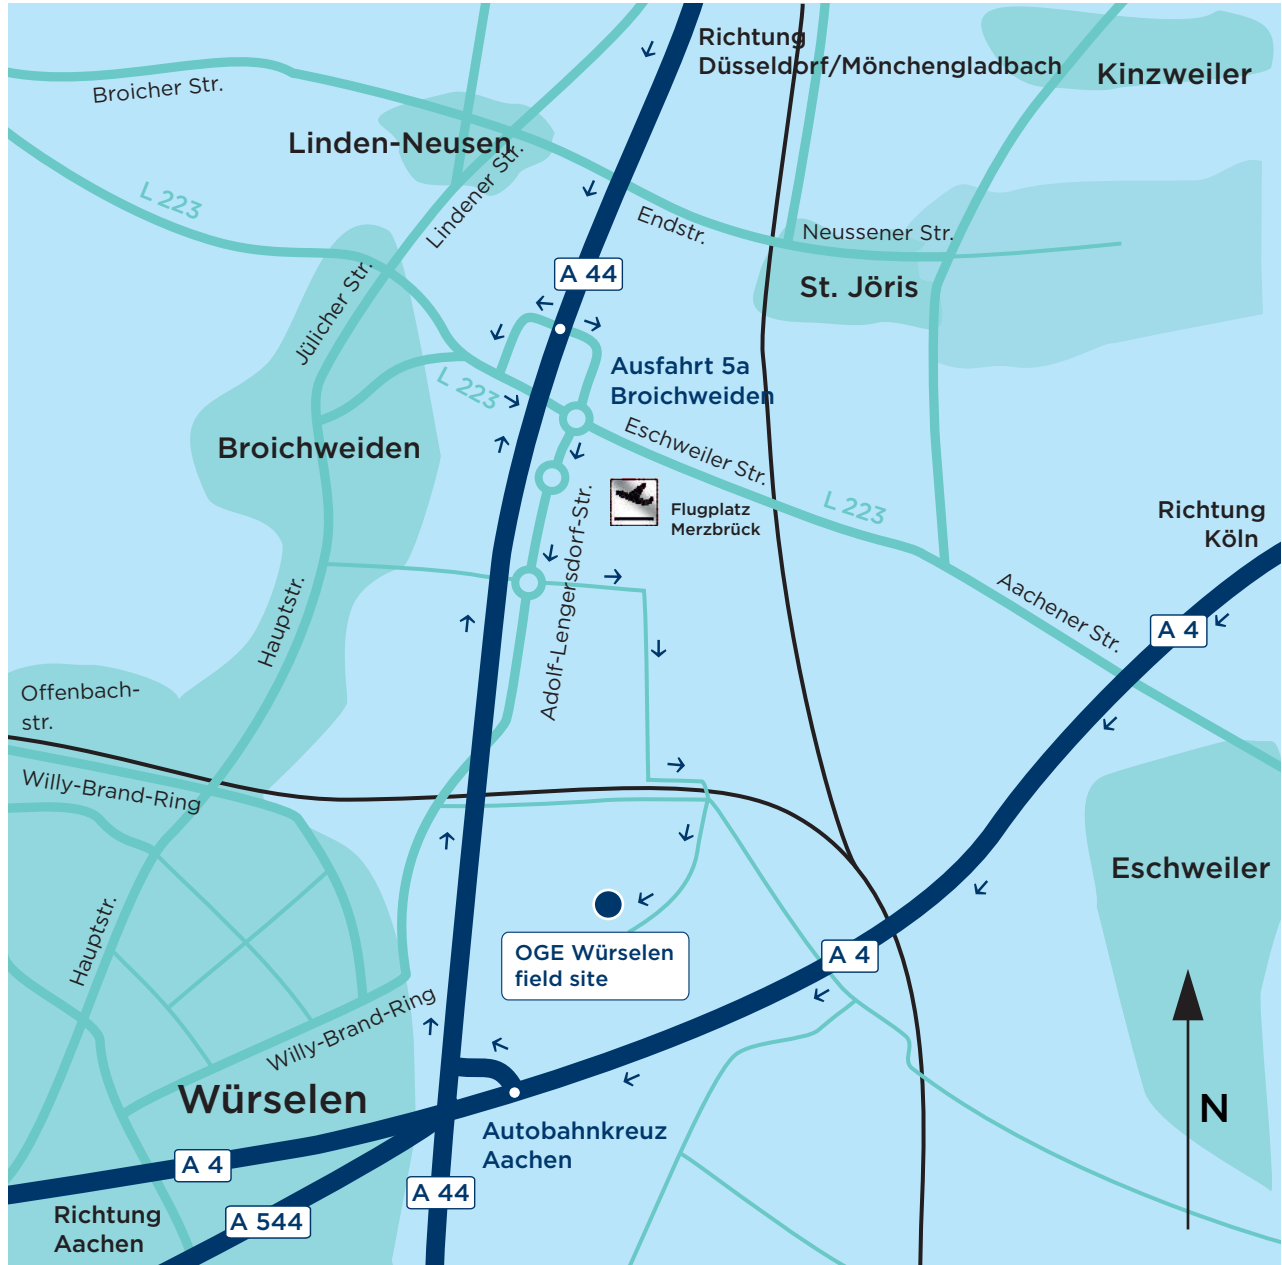 Richtung
Düsseldorf/Mönchengladbach
Kinzweiler
Broicher Str.
Linden-Neusen
Lindener Str.
L 223
Endstr.
Neussener Str.
A 44
St. Jöris
Jülicher Str.
Ausfahrt 5a
Broichweiden
L 223
Eschweiler Str.
Broichweiden
L 223
Flugplatz
Merzbrück
Richtung
Köln
Adolf-Lengersdorf-Str.
Aachener Str.
Hauptstr.
A 4
Offenbach-
str.
Willy-Brand-Ring
Eschweiler
Hauptstr.
OGE Würselen
field site
A 4
Willy-Brand-Ring
Würselen
N
Autobahnkreuz
Aachen
A 4
A 44
Richtung
Aachen
A 544